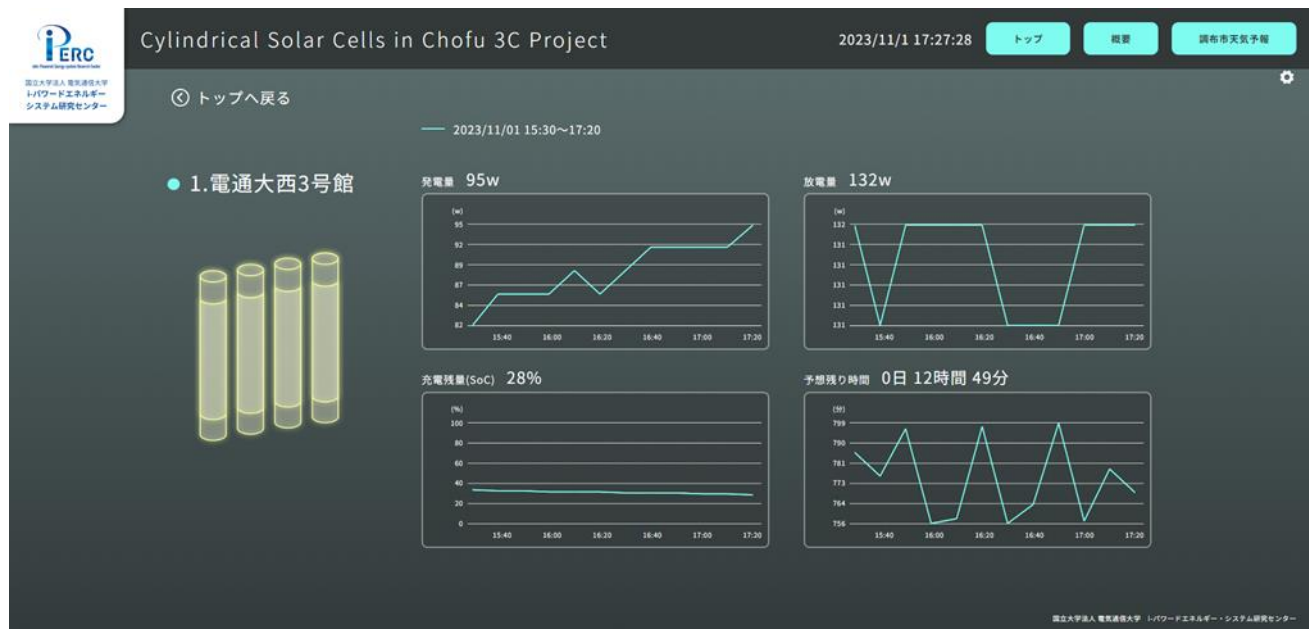 iPERC
国立大学法人 電気通信大学
i-パワードエネルギー
システム研究センター
Cylindrical Solar Cells in Chofu 3C Project
2023/11/1 17:27:28
トップ
概要
調布市天気予報
トップへ戻る
2023/11/01 15:30〜17:20
1.電通大西3号館
発電量 95w
(w)
95
92
89
87
84
82
15:40 16:00 16:20 16:40 17:00 17:20
放電量 132w
(w)
132
131
131
131
131
131
15:40 16:00 16:20 16:40 17:00 17:20
充電残量(SoC) 28%
(%)
100
80
60
40
20
0
15:40 16:00 16:20 16:40 17:00 17:20
予想残り時間 0日 12時間 49分
(分)
799
790
781
773
764
756
15:40 16:00 16:20 16:40 17:00 17:20
国立大学法人 電気通信大学 i-パワードエネルギー・システム研究センター